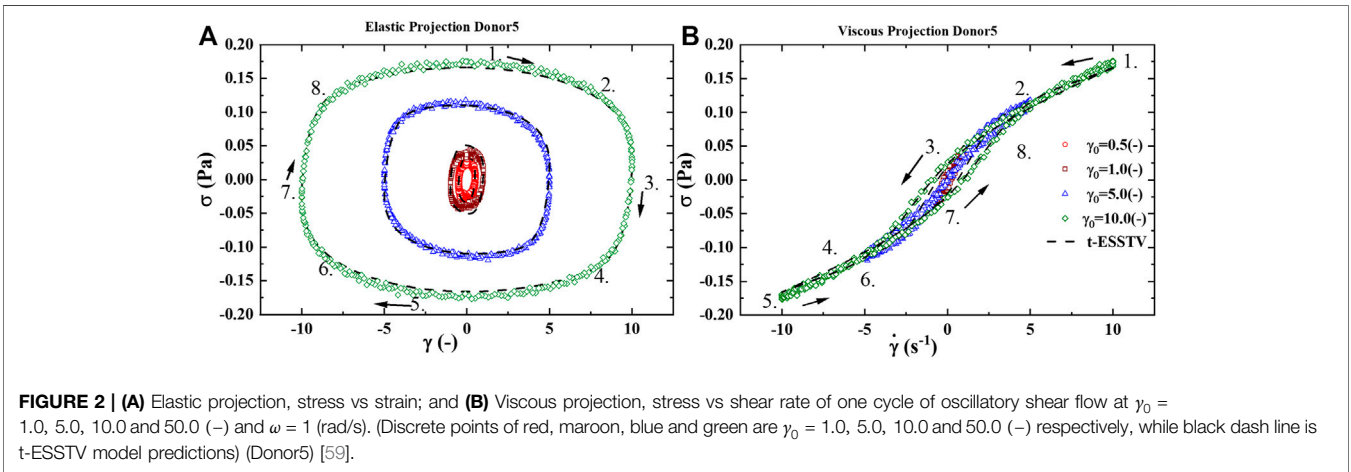 A
Elastic Projection Donor5
0.20
0.15
0.10
0.05
0.00
-0.05
-0.10
-0.15
-0.20
σ (Pa)
-10
-5
0
5
10
γ (-)
1.
2.
3.
4.
5.
6.
7.
8.
B
Viscous Projection Donor5
0.20
0.15
0.10
0.05
0.00
-0.05
-0.10
-0.15
-0.20
σ (Pa)
-10
-5
0
5
10
γ̇ (s⁻¹)
1.
2.
3.
4.
5.
6.
7.
8.
γ₀=0.5(-)
γ₀=1.0(-)
γ₀=5.0(-)
γ₀=10.0(-)
t-ESSTV
FIGURE 2 | (A) Elastic projection, stress vs strain; and (B) Viscous projection, stress vs shear rate of one cycle of oscillatory shear flow at γ₀ =
1.0, 5.0, 10.0 and 50.0 (−) and ω = 1 (rad/s). (Discrete points of red, maroon, blue and green are γ₀ = 1.0, 5.0, 10.0 and 50.0 (−) respectively, while black dash line is
t-ESSTV model predictions) (Donor5) [59].